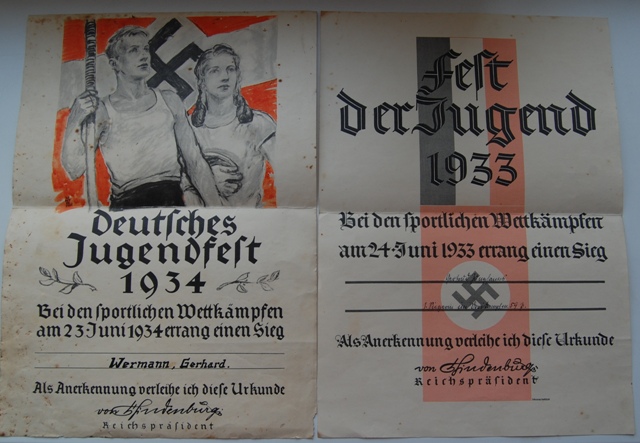 Deutsches
Jugendfest
1934
Bei den sportlichen Wettkämpfen
am 23 Juni 1934 errang einen Sieg
Wermann, Gerhard.
Als Anerkennung verleihe ich diese Urkunde
von Hindenburg
Reichspräsident
Fest
der Jugend
1933
Bei den sportlichen Wettkämpfen
am 24. Juni 1933 errang einen Sieg
Als Anerkennung verleihe ich diese Urkunde
von Hindenburg
Reichspräsident